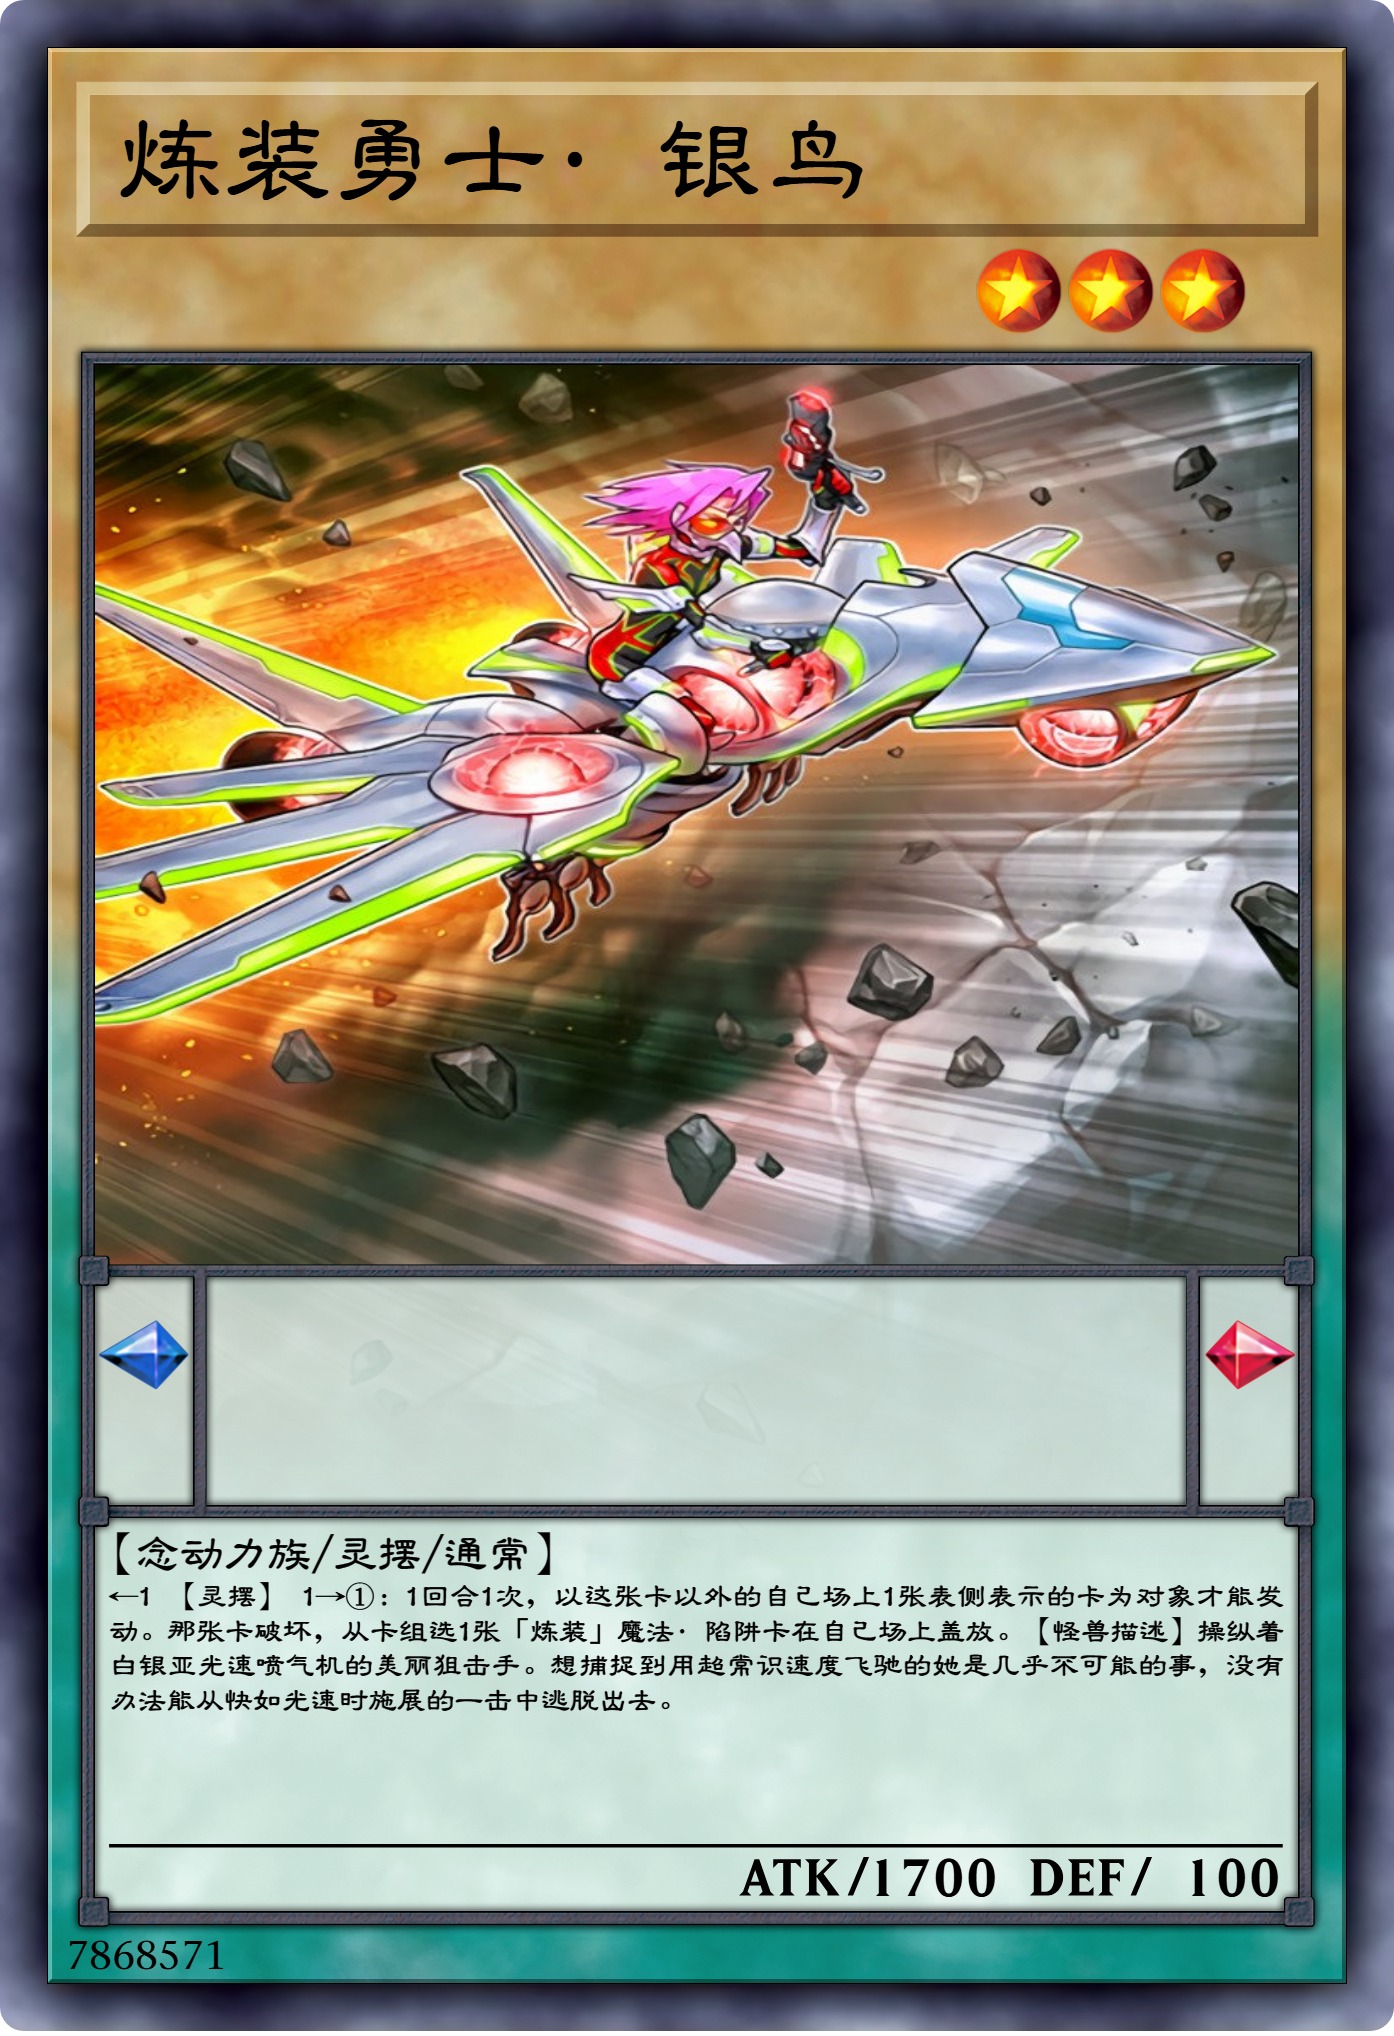 炼装勇士·银鸟
【念动力族/灵摆/通常】
←1 【灵摆】 1→①：1回合1次，以这张卡以外的自己场上1张表侧表示的卡为对象才能发
动。那张卡破坏，从卡组选1张「炼装」魔法·陷阱卡在自己场上盖放。【怪兽描述】操纵着
白银亚光速喷气机的美丽狙击手。想捕捉到用超常识速度飞驰的她是几乎不可能的事，没有
办法能从快如光速时施展的一击中逃脱出去。
ATK/1700 DEF/ 100
7868571